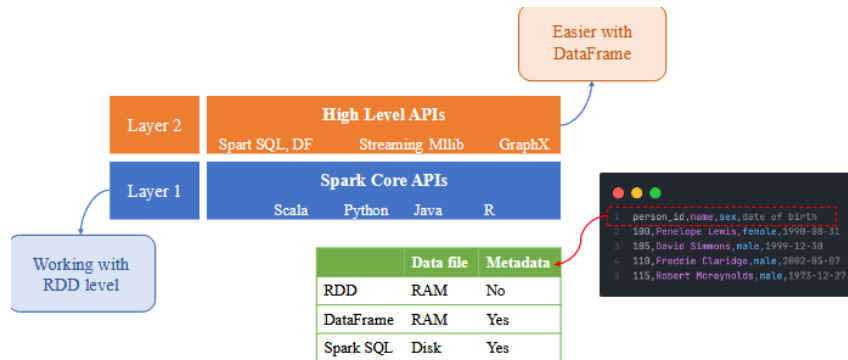 Easier with
DataFrame
Layer 2
High Level APIs
Spart SQL, DF Streaming Mllib GraphX
Layer 1
Spark Core APIs
Scala Python Java R
Working with
RDD level
Data file Metadata
RDD RAM No
DataFrame RAM Yes
Spark SQL Disk Yes
1 person_id,name,sex,date of birth
2 100,Penelope Lewis,female,1990-08-31
3 105,David Simmons,male,1999-12-30
4 110,Freddie Claridge,male,2002-05-07
5 115,Robert Mcreynolds,male,1973-12-27